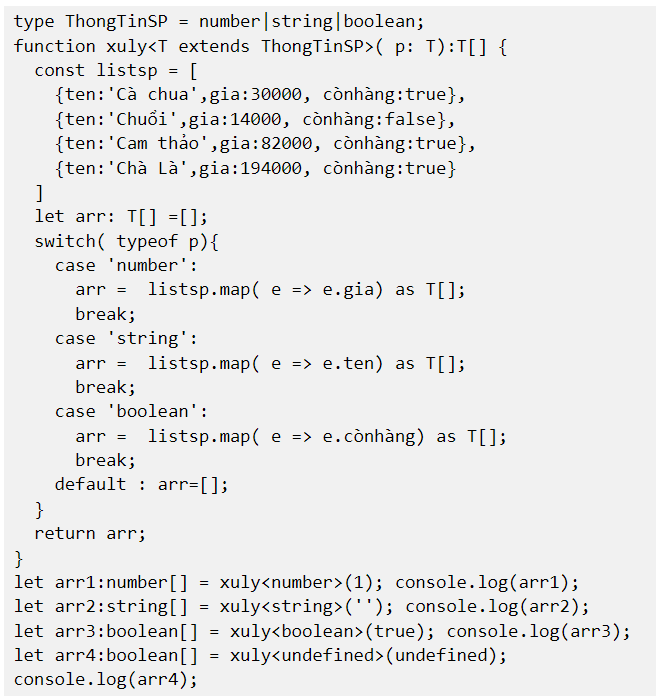 type ThongTinSP = number|string|boolean;
function xuly<T extends ThongTinSP>( p: T):T[] {
  const listsp = [
    {ten:'Cà chua',gia:30000, cònhàng:true},
    {ten:'Chuối',gia:14000, cònhàng:false},
    {ten:'Cam thảo',gia:82000, cònhàng:true},
    {ten:'Chà Là',gia:194000, cònhàng:true}
  ]
  let arr: T[] =[];
  switch( typeof p){
    case 'number':
      arr =  listsp.map( e => e.gia) as T[];
      break;
    case 'string':
      arr =  listsp.map( e => e.ten) as T[];
      break;
    case 'boolean':
      arr =  listsp.map( e => e.cònhàng) as T[];
      break;
    default : arr=[];
  }
  return arr;
}
let arr1:number[] = xuly<number>(1); console.log(arr1);
let arr2:string[] = xuly<string>(''); console.log(arr2);
let arr3:boolean[] = xuly<boolean>(true); console.log(arr3);
let arr4:boolean[] = xuly<undefined>(undefined);
console.log(arr4);